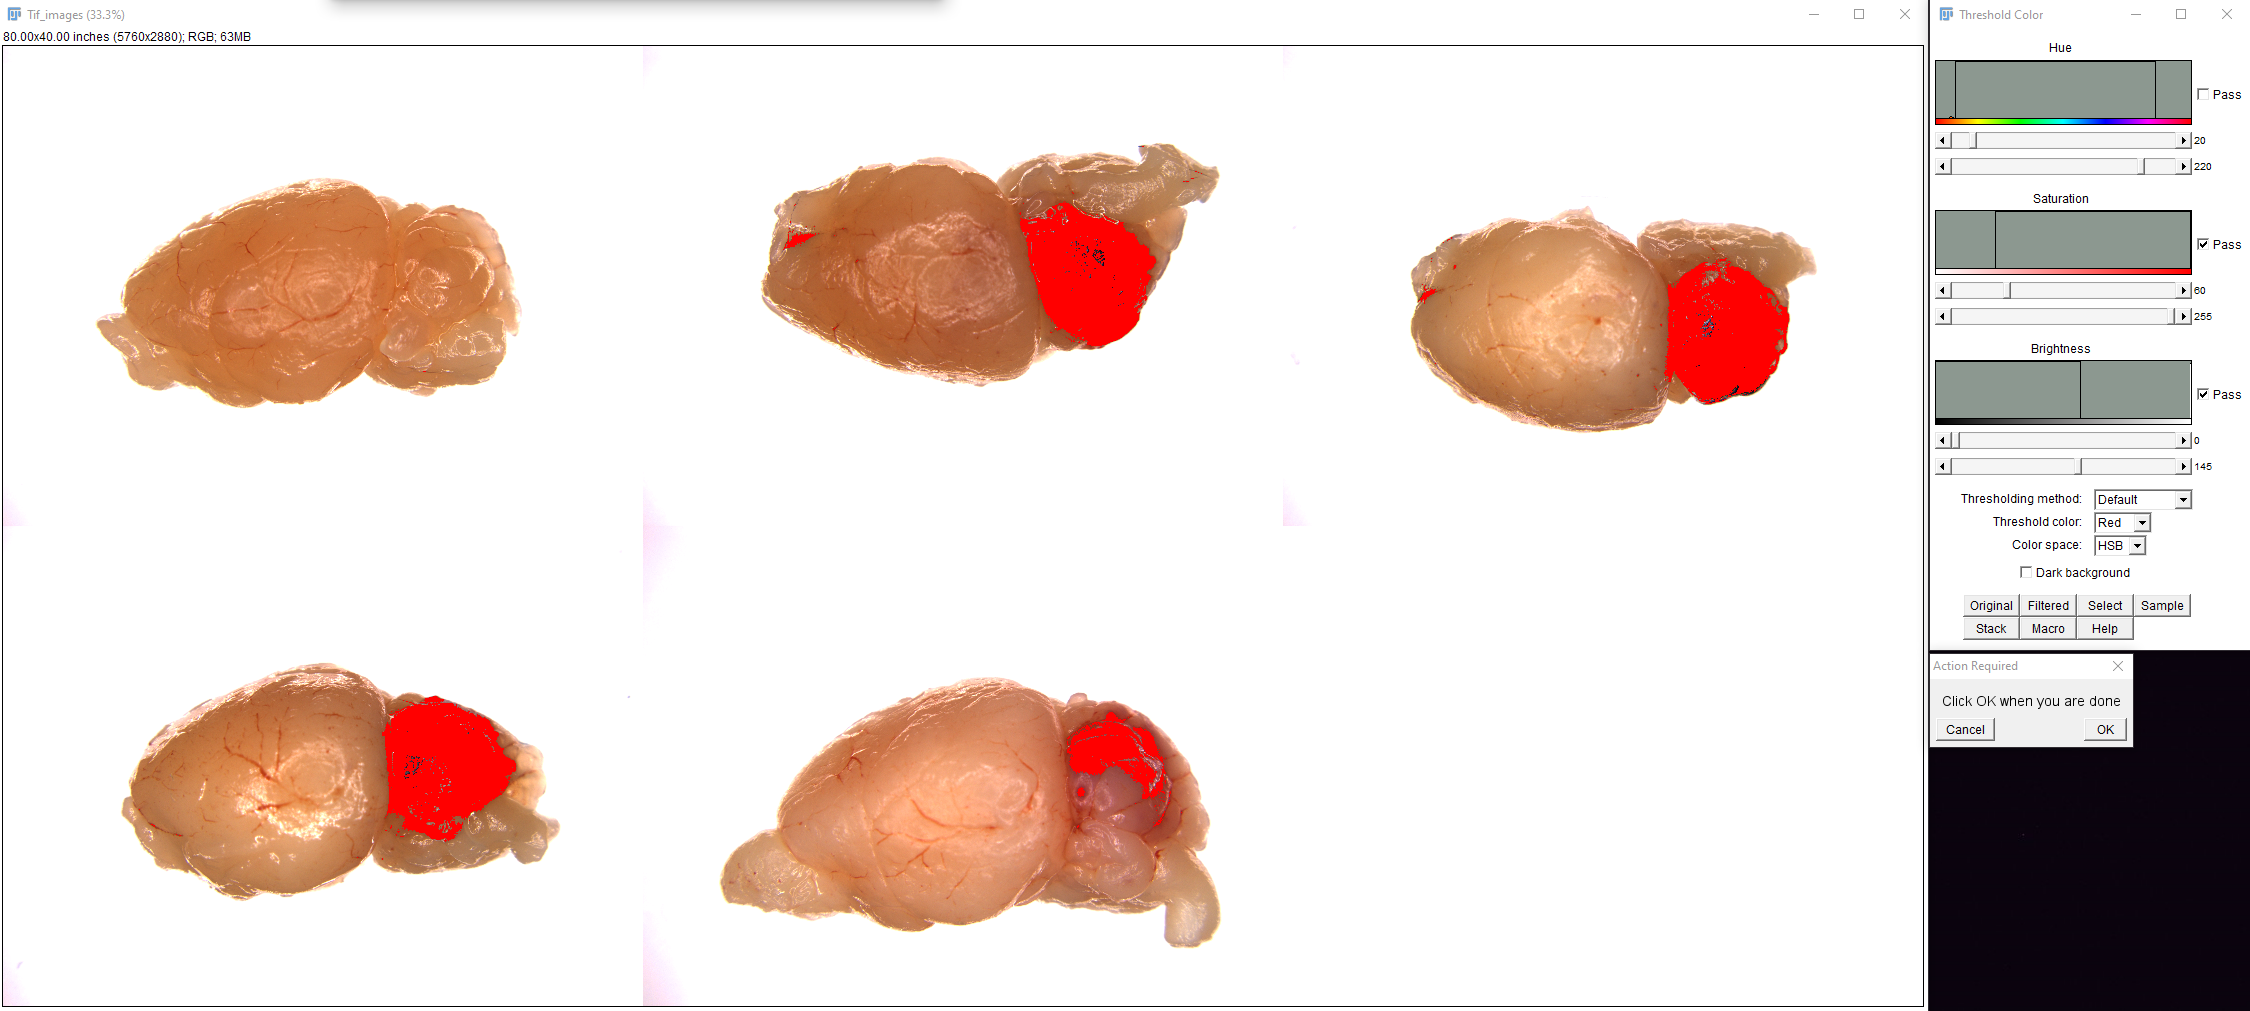 Tif_images (33.3%)
80.00x40.00 inches (5760x2880); RGB; 63MB
Threshold Color
Hue
Pass
20
220
Saturation
Pass
60
255
Brightness
Pass
0
145
Thresholding method: Default
Threshold color: Red
Color space: HSB
Dark background
Original Filtered Select Sample
Stack Macro Help
Action Required
Click OK when you are done
Cancel OK